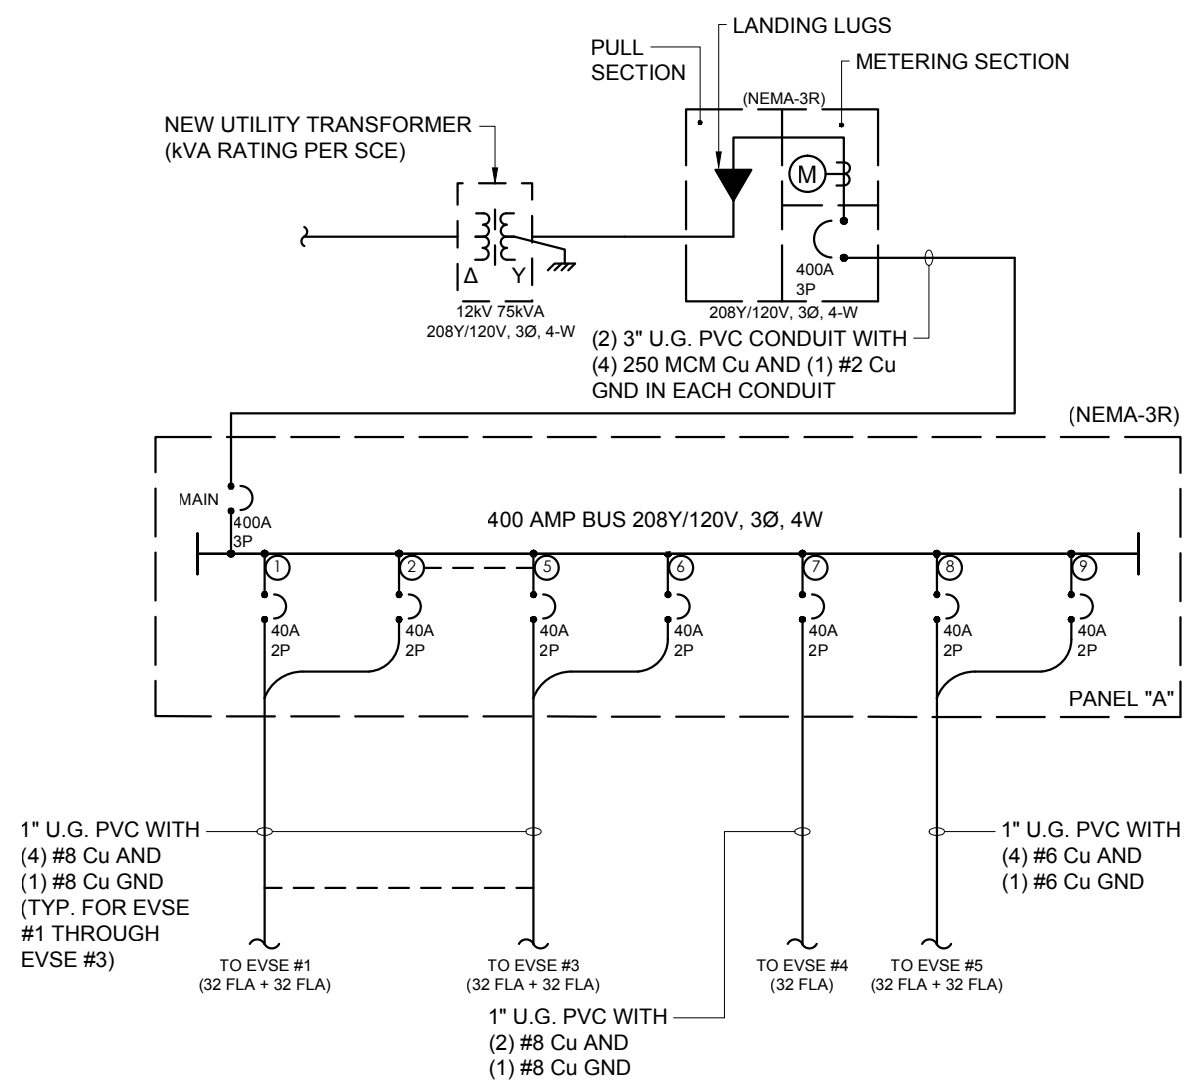 LANDING LUGS
PULL
SECTION
METERING SECTION
(NEMA-3R)
NEW UTILITY TRANSFORMER
(kVA RATING PER SCE)
M
Δ
Y
400A
3P
12kV 75kVA
208Y/120V, 3Ø, 4-W
208Y/120V, 3Ø, 4-W
(2) 3" U.G. PVC CONDUIT WITH
(4) 250 MCM Cu AND (1) #2 Cu
GND IN EACH CONDUIT
(NEMA-3R)
MAIN
400A
3P
400 AMP BUS 208Y/120V, 3Ø, 4W
1
2
5
6
7
8
9
40A
2P
40A
2P
40A
2P
40A
2P
40A
2P
40A
2P
40A
2P
PANEL "A"
1" U.G. PVC WITH
(4) #8 Cu AND
(1) #8 Cu GND
(TYP. FOR EVSE
#1 THROUGH
EVSE #3)
1" U.G. PVC WITH
(4) #6 Cu AND
(1) #6 Cu GND
TO EVSE #1
(32 FLA + 32 FLA)
TO EVSE #3
(32 FLA + 32 FLA)
TO EVSE #4
(32 FLA)
TO EVSE #5
(32 FLA + 32 FLA)
1" U.G. PVC WITH
(2) #8 Cu AND
(1) #8 Cu GND